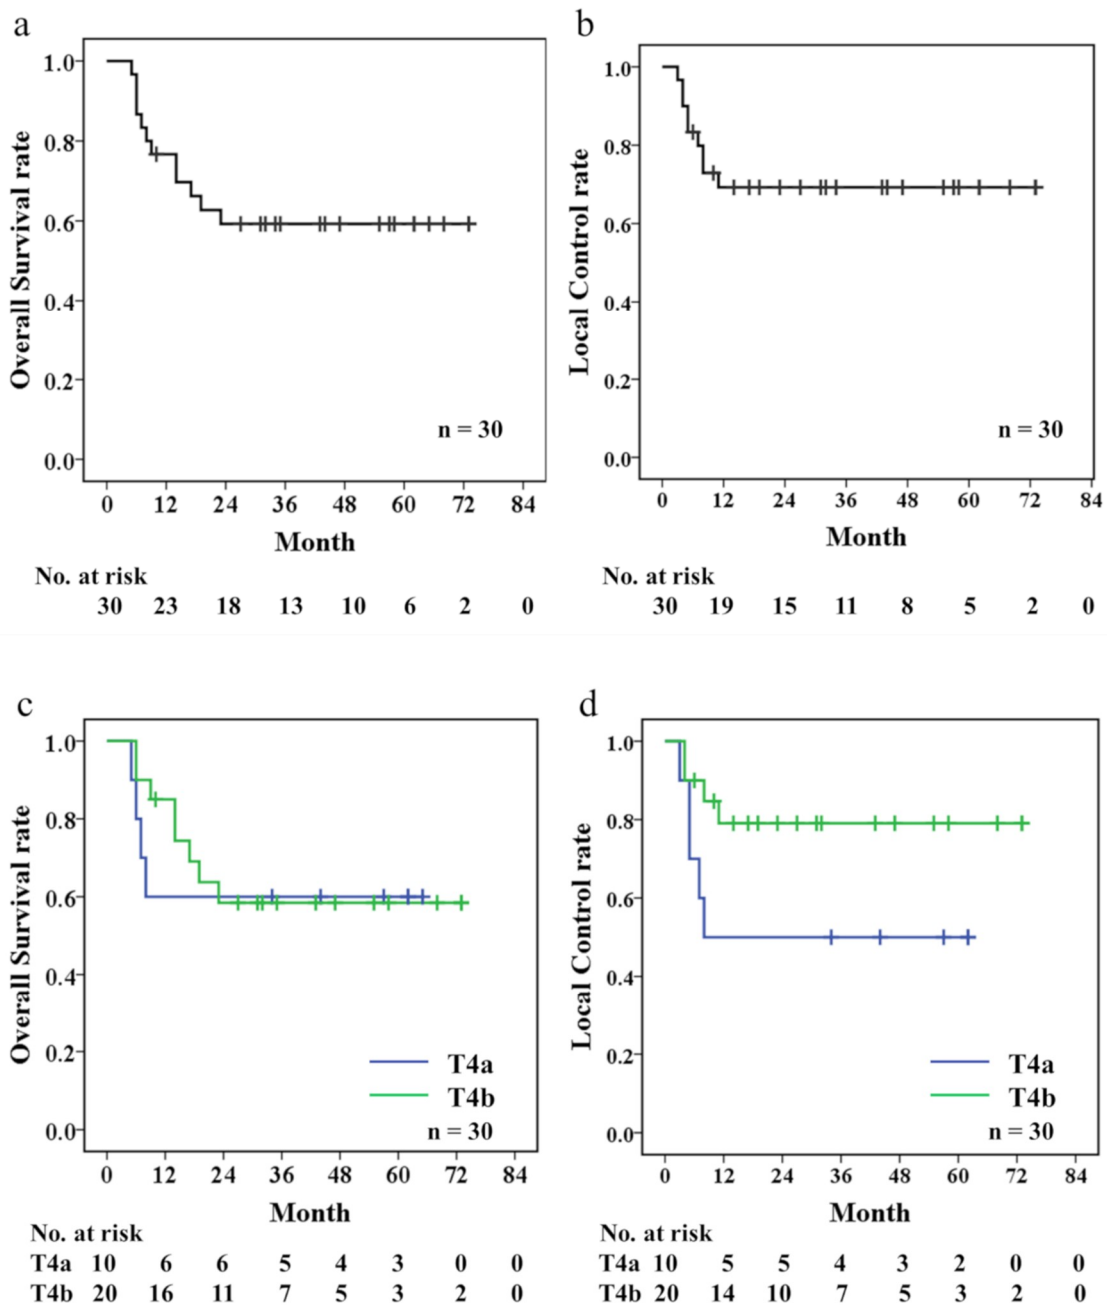 a
Overall Survival rate
1.0
0.8
0.6
0.4
0.2
0.0
n = 30
0 12 24 36 48 60 72 84
Month
No. at risk
30 23 18 13 10 6 2 0
b
Local Control rate
1.0
0.8
0.6
0.4
0.2
0.0
n = 30
0 12 24 36 48 60 72 84
Month
No. at risk
30 19 15 11 8 5 2 0
c
Overall Survival rate
1.0
0.8
0.6
0.4
0.2
0.0
T4a
T4b
n = 30
0 12 24 36 48 60 72 84
Month
No. at risk
T4a 10 6 6 5 4 3 0 0
T4b 20 16 11 7 5 3 2 0
d
Local Control rate
1.0
0.8
0.6
0.4
0.2
0.0
T4a
T4b
n = 30
0 12 24 36 48 60 72 84
Month
No. at risk
T4a 10 5 5 4 3 2 0 0
T4b 20 14 10 7 5 3 2 0